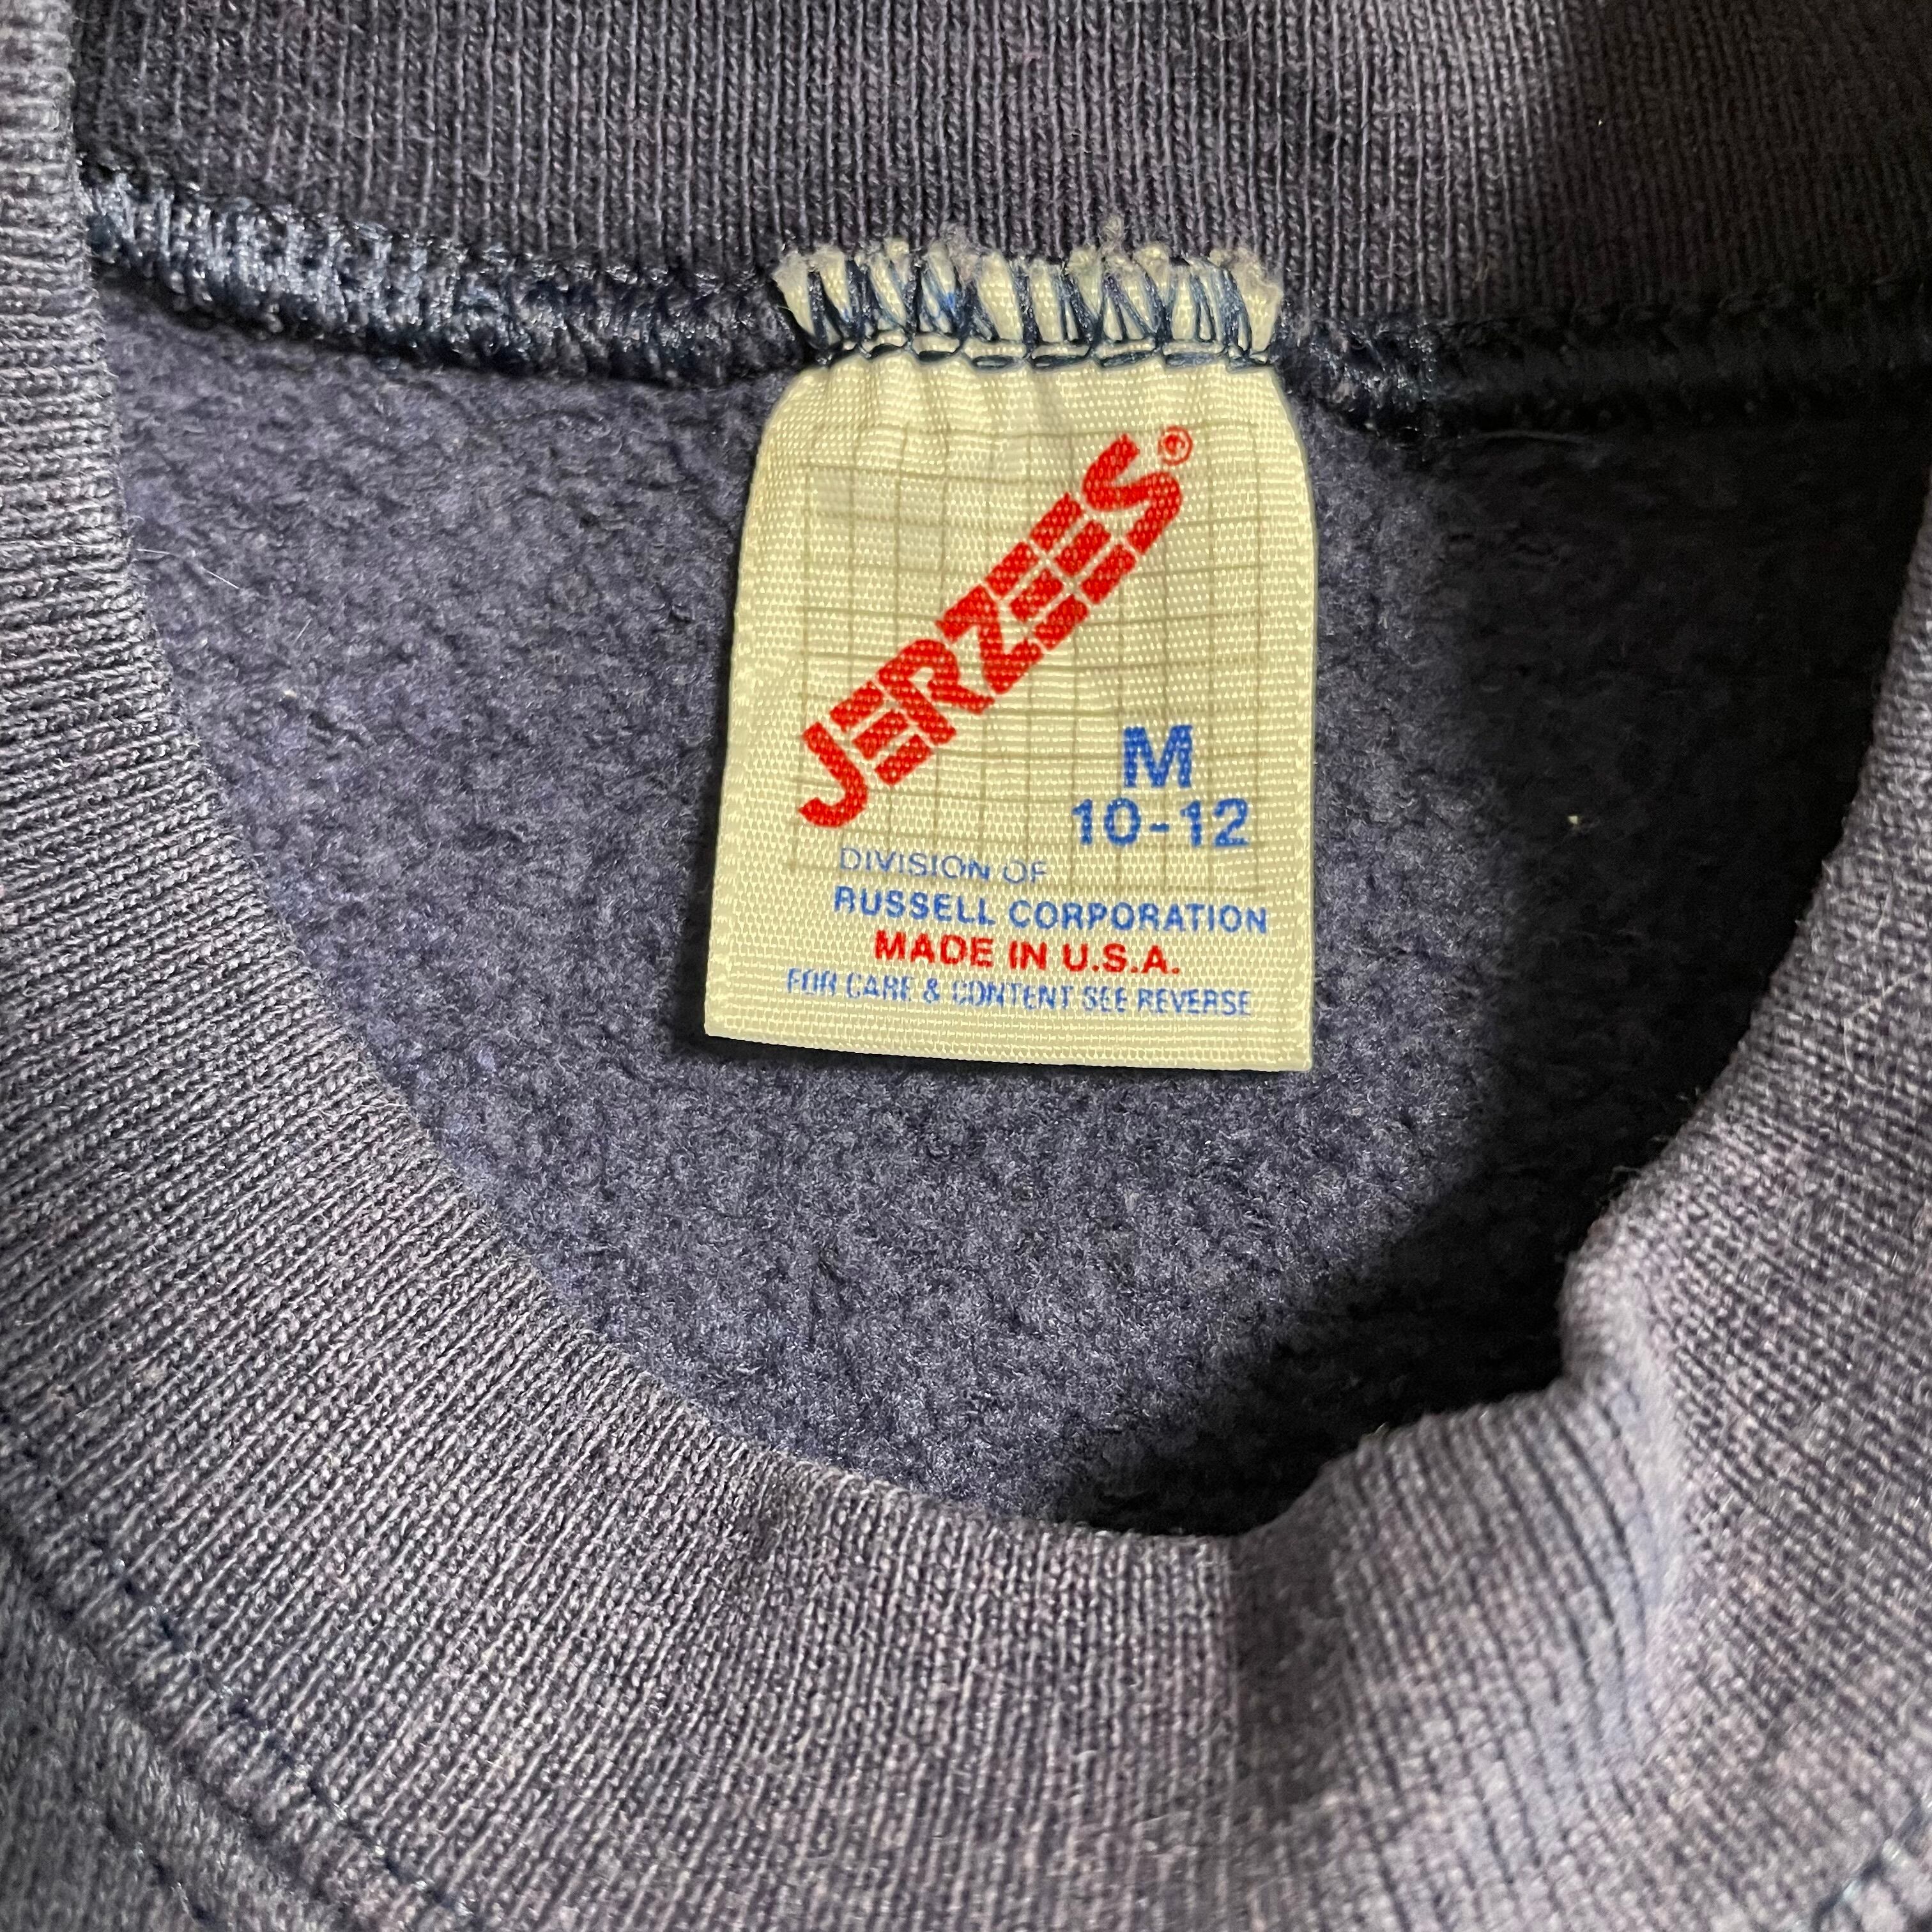 JERZEES®
M
10-12
DIVISION OF
RUSSELL CORPORATION
MADE IN U.S.A.
FOR CARE & CONTENT SEE REVERSE